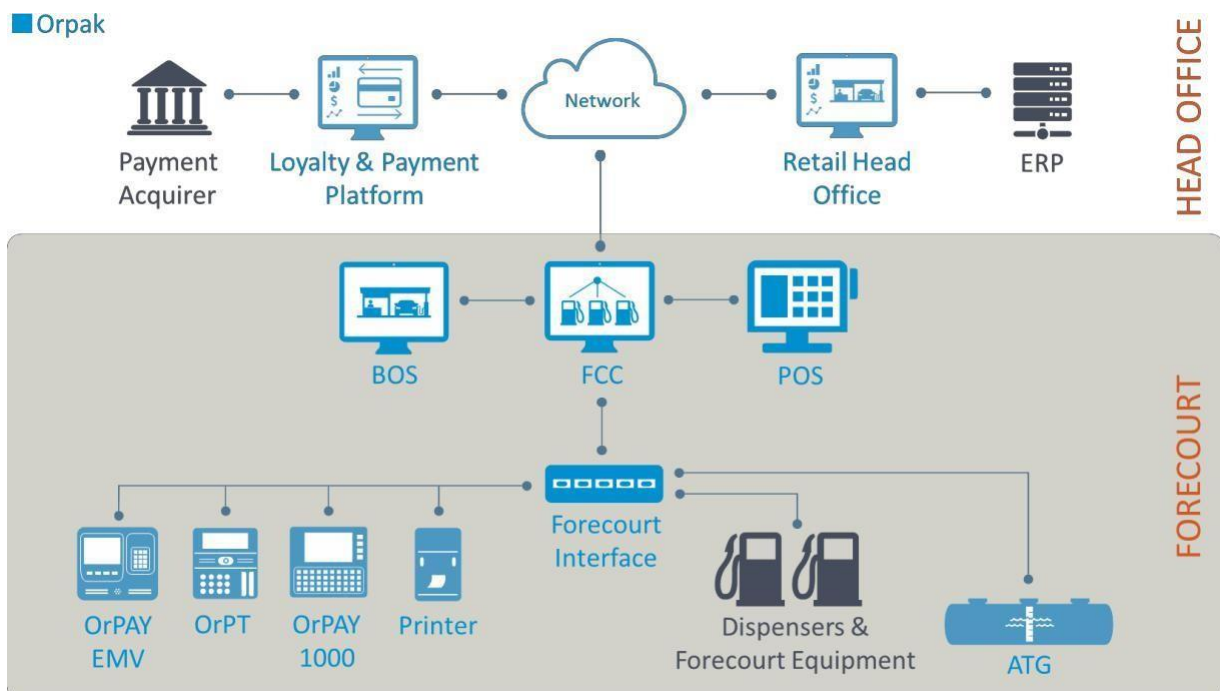 Orpak
HEAD OFFICE
Network
Payment
Acquirer
Loyalty & Payment
Platform
Retail Head
Office
ERP
$
$
BOS
FCC
POS
FORECOURT
Forecourt
Interface
OrPAY
EMV
OrPT
OrPAY
1000
Printer
Dispensers &
Forecourt Equipment
ATG